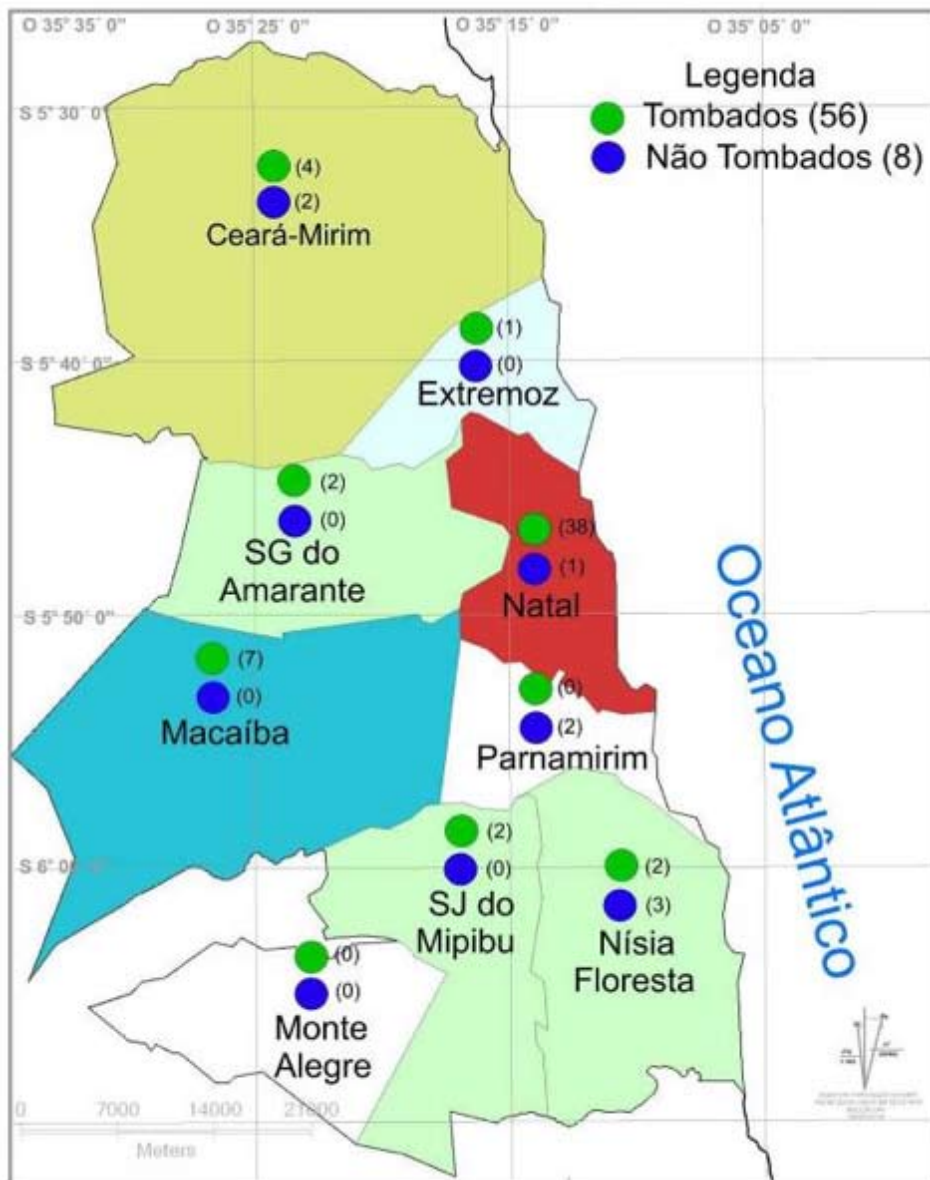 O 35°35´ 0" O 35°25´ 0" O 35°15´ 0" O 35°05´ 0"
Legenda
Tombados (56)
Não Tombados (8)
S 5°30´ 0"
(4)
(2)
Ceará-Mirim
(1)
S 5°40´ 0"
(0)
Extremoz
(2)
(0)
SG do
Amarante
(38)
(1)
Natal
S 5°50´ 0"
(7)
(0)
Macaíba
(0)
(2)
Parnamirim
Oceano Atlântico
(2)
(0)
SJ do
Mipibu
(2)
(3)
Nísia
Floresta
(0)
(0)
Monte
Alegre
0 7000 14000
Meters